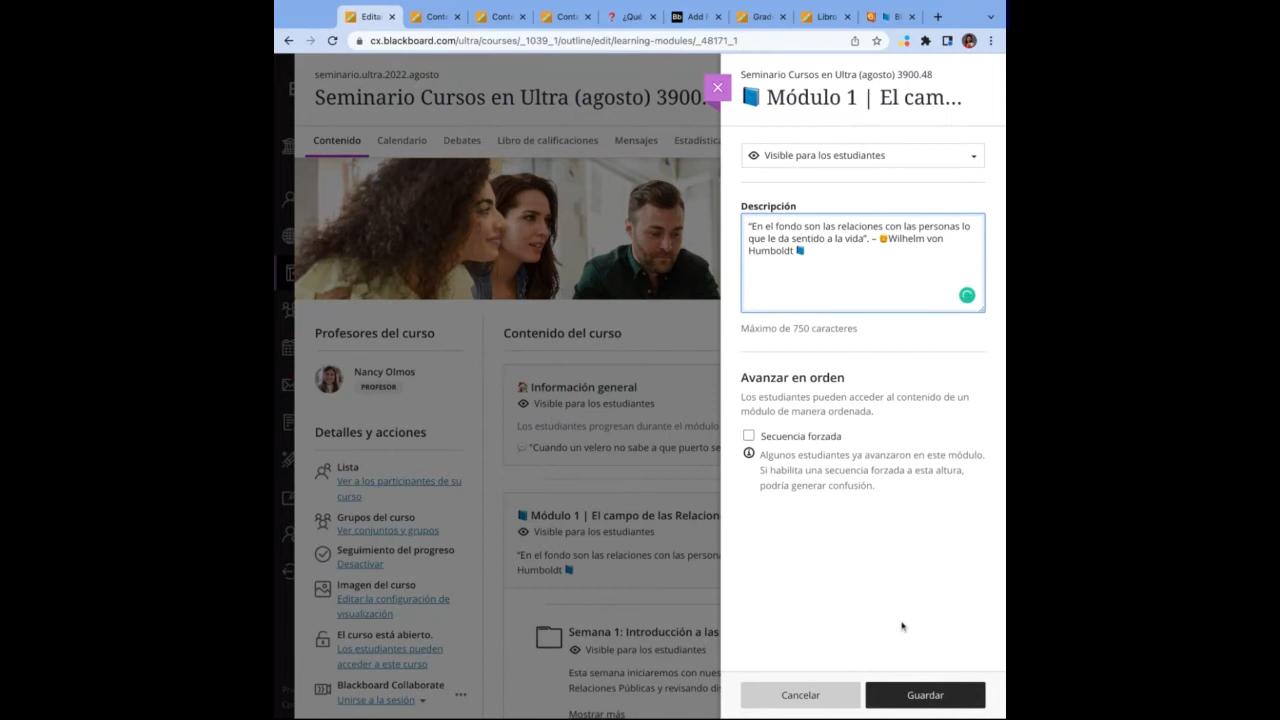 Edita
Conte
Conte
Conta
¿Qué
Bb Add F
Grad
Libro
Bl
cx.blackboard.com/ultra/courses/_1039_1/outline/edit/learning-modules/_48171_1
seminario.ultra.2022.agosto
Seminario Cursos en Ultra (agosto) 3900.
Contenido
Calendario
Debates
Libro de calificaciones
Mensajes
Estadística
Profesores del curso
Nancy Olmos
PROFESOR
Detalles y acciones
Lista
Ver a los participantes de su
curso
Grupos del curso
Ver conjuntos y grupos
Seguimiento del progreso
Desactivar
Imagen del curso
Editar la configuración de
visualización
El curso está abierto.
Los estudiantes pueden
acceder a este curso
Blackboard Collaborate
Unirse a la sesión
Contenido del curso
Información general
Visible para los estudiantes
Los estudiantes progresan durante el módulo
"Cuando un velero no sabe a que puerto se
Módulo 1 | El campo de las Relacion
Visible para los estudiantes
"En el fondo son las relaciones con las persona
Humboldt
Semana 1: Introducción a las
Visible para los estudiantes
Esta semana iniciaremos con nues
Relaciones Públicas y revisando dis
Mostrar más
Seminario Cursos en Ultra (agosto) 3900.48
Módulo 1 | El cam...
Visible para los estudiantes
Descripción
"En el fondo son las relaciones con las personas lo
que le da sentido a la vida". – Wilhelm von
Humboldt
Máximo de 750 caracteres
Avanzar en orden
Los estudiantes pueden acceder al contenido de un
módulo de manera ordenada.
Secuencia forzada
Algunos estudiantes ya avanzaron en este módulo.
Si habilita una secuencia forzada a esta altura,
podría generar confusión.
Cancelar
Guardar